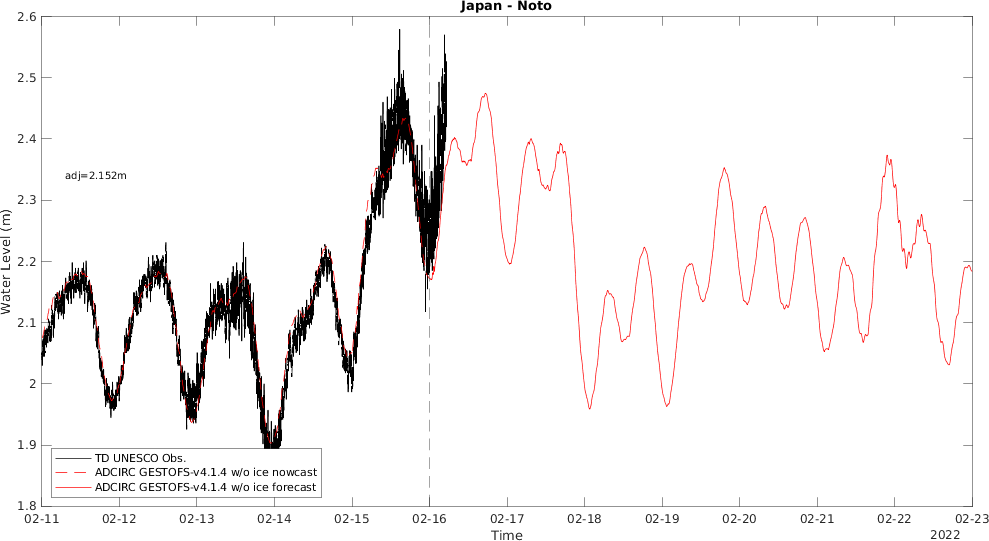 Japan - Noto
2.6
2.5
2.4
2.3
2.2
2.1
2
1.9
1.8
Water Level (m)
adj=2.152m
TD UNESCO Obs.
ADCIRC GESTOFS-v4.1.4 w/o ice nowcast
ADCIRC GESTOFS-v4.1.4 w/o ice forecast
02-11 02-12 02-13 02-14 02-15 02-16 02-17 02-18 02-19 02-20 02-21 02-22 02-23
Time
2022